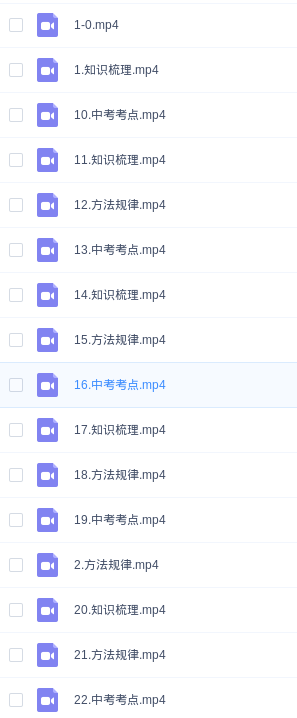 1-0.mp4
1.知识梳理.mp4
10.中考考点.mp4
11.知识梳理.mp4
12.方法规律.mp4
13.中考考点.mp4
14.知识梳理.mp4
15.方法规律.mp4
16.中考考点.mp4
17.知识梳理.mp4
18.方法规律.mp4
19.中考考点.mp4
2.方法规律.mp4
20.知识梳理.mp4
21.方法规律.mp4
22.中考考点.mp4